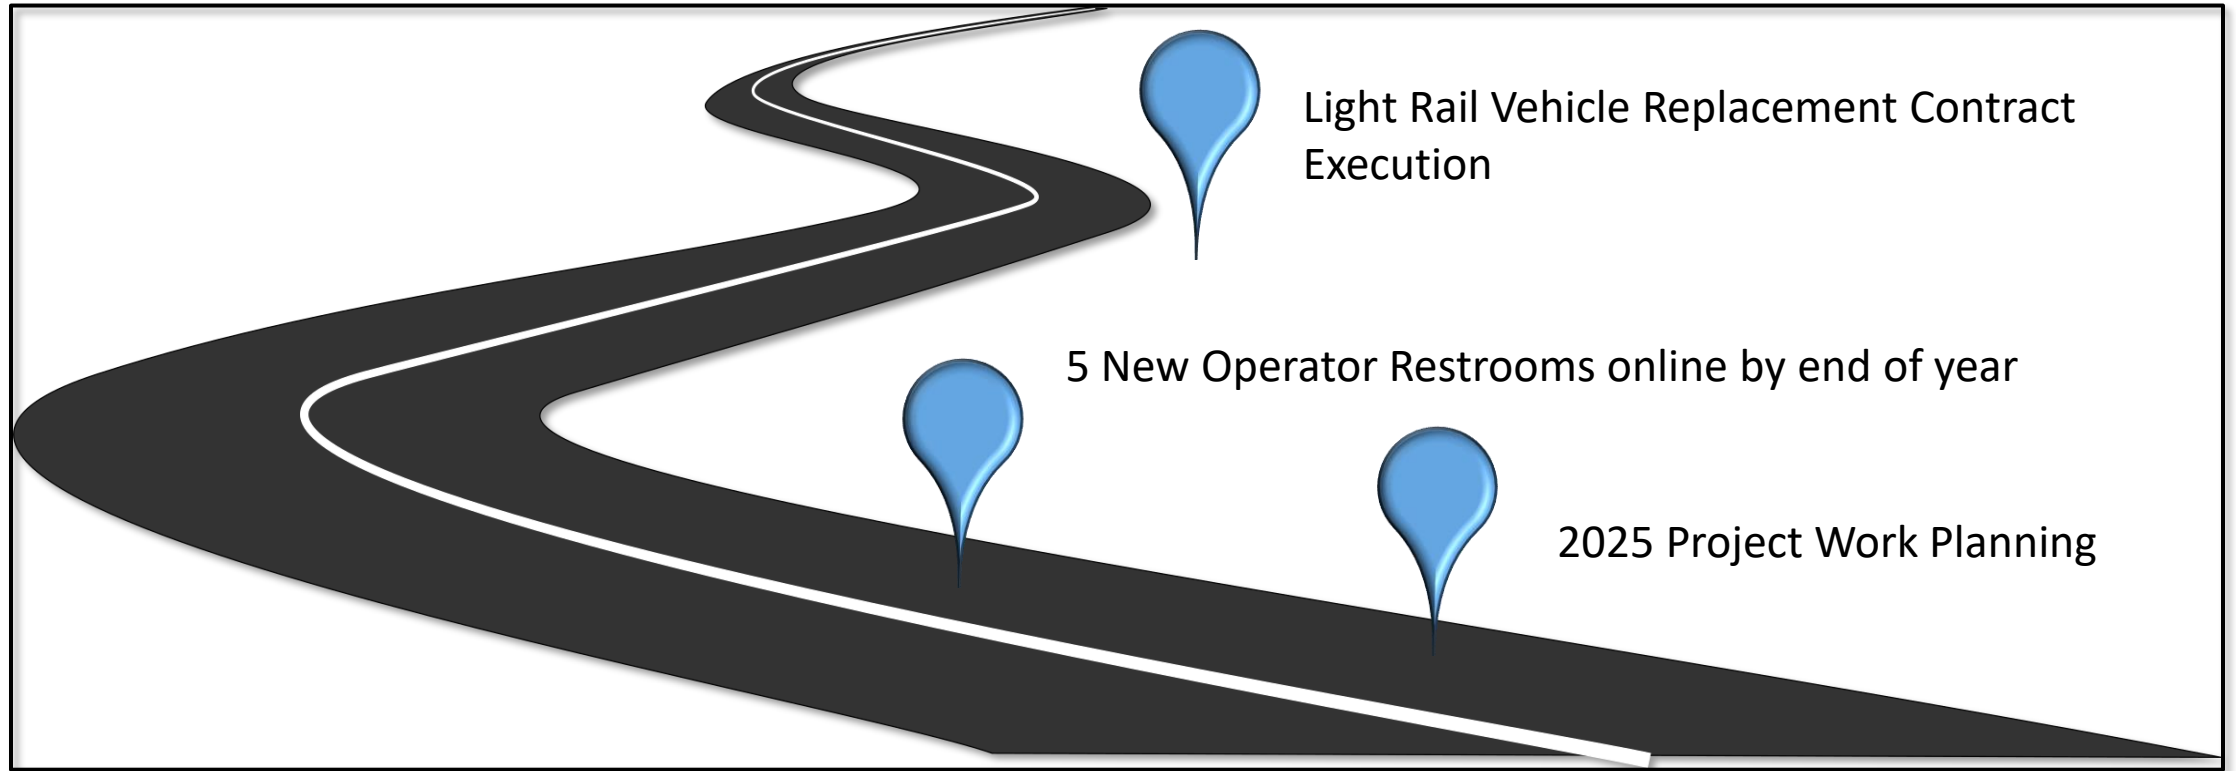 Light Rail Vehicle Replacement Contract
Execution
5 New Operator Restrooms online by end of year
2025 Project Work Planning